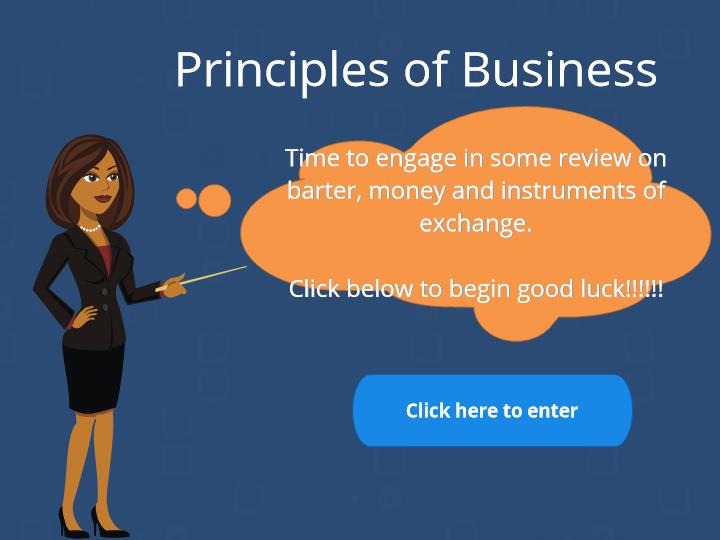 Principles of Business
Time to engage in some review on
barter, money and instruments of
exchange.
Click below to begin good luck!!!!!!
Click here to enter